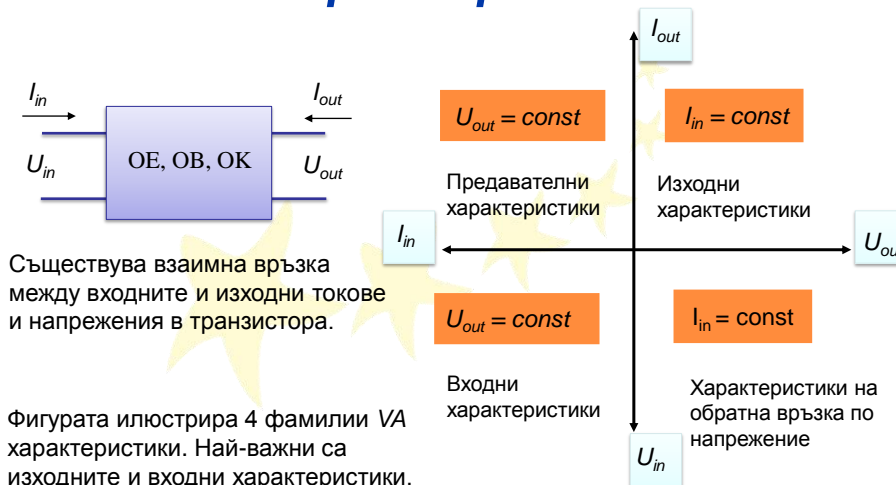 I_in
I_out
U_in
OE, OB, OK
U_out
Съществува взаимна връзка
между входните и изходни токове
и напрежения в транзистора.
Фигурата илюстрира 4 фамилии VA
характеристики. Най-важни са
изходните и входни характеристики.
I_out
U_out = const
I_in = const
Предавателни
характеристики
Изходни
характеристики
I_in
U_out
U_out = const
I_in = const
Входни
характеристики
Характеристики на
обратна връзка по
напрежение
U_in